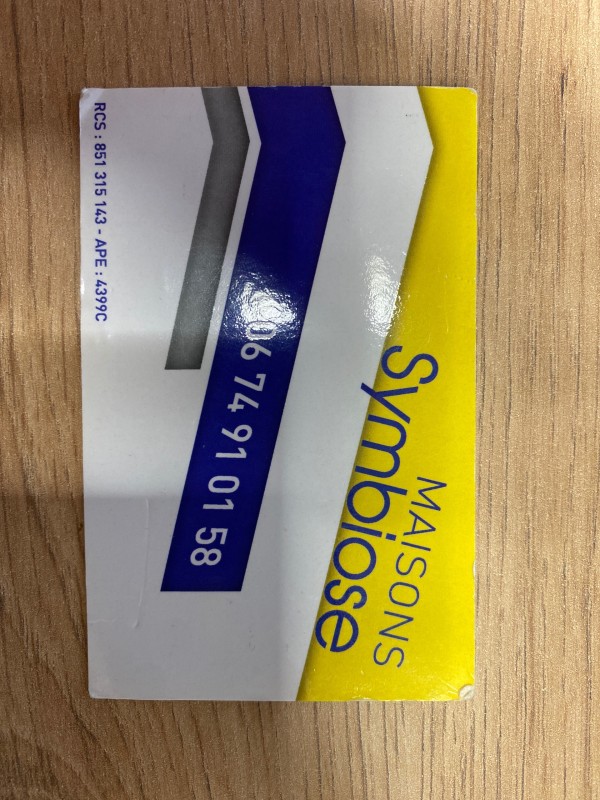 MAISONS
Symbiose
06 74 91 01 58
RCS : 851 315 143 - APE : 4399C